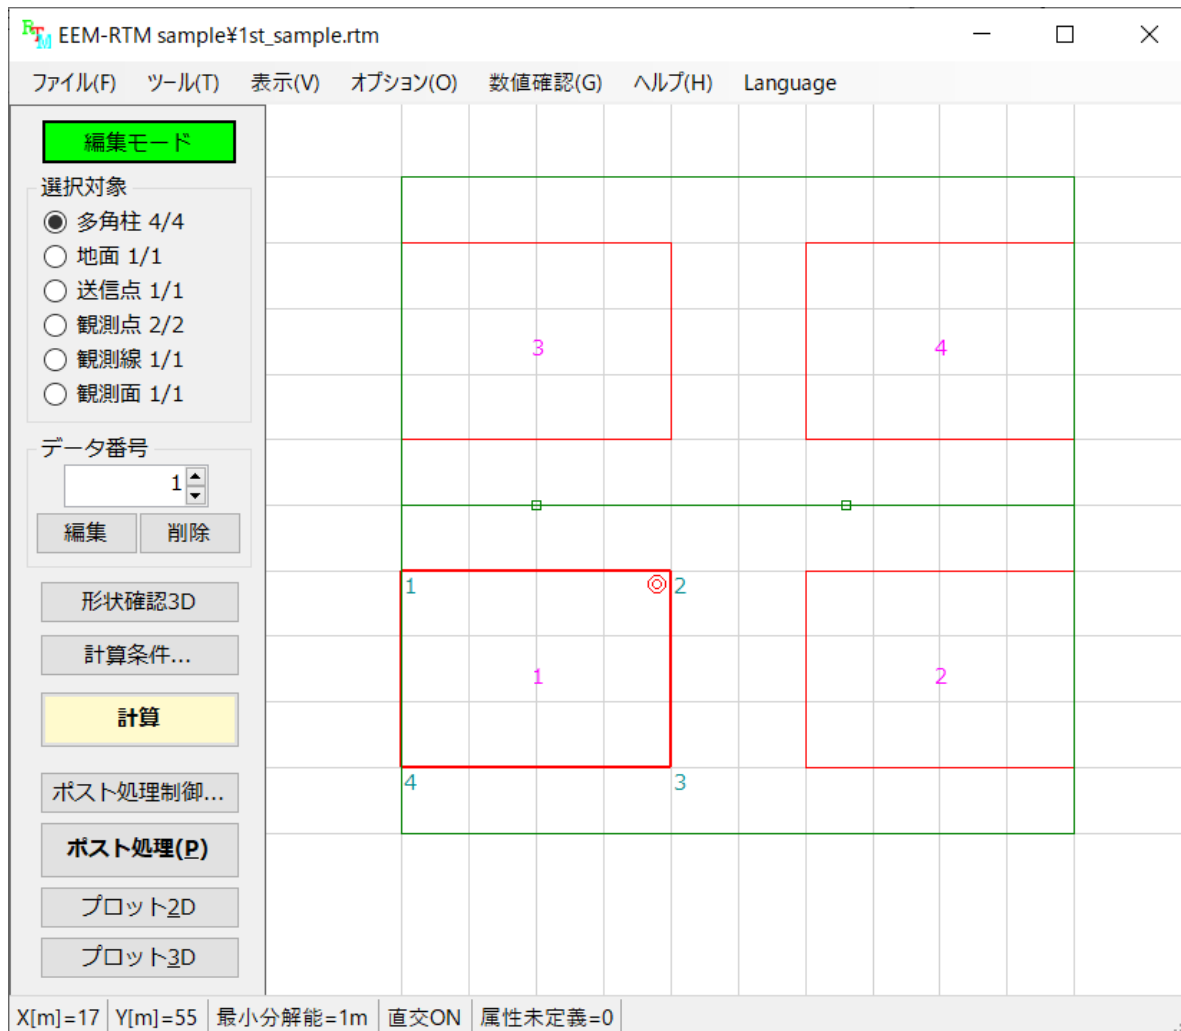 RTM EEM-RTM sample¥1st_sample.rtm
ファイル(F) ツール(T) 表示(V) オプション(O) 数値確認(G) ヘルプ(H) Language
編集モード
選択対象
多角柱 4/4
地面 1/1
送信点 1/1
観測点 2/2
観測線 1/1
観測面 1/1
データ番号
1
編集 削除
形状確認3D
計算条件...
計算
ポスト処理制御...
ポスト処理(P)
プロット2D
プロット3D
3 4
1 2
1 2
4 3
X[m]=17 Y[m]=55 最小分解能=1m 直交ON 属性未定義=0